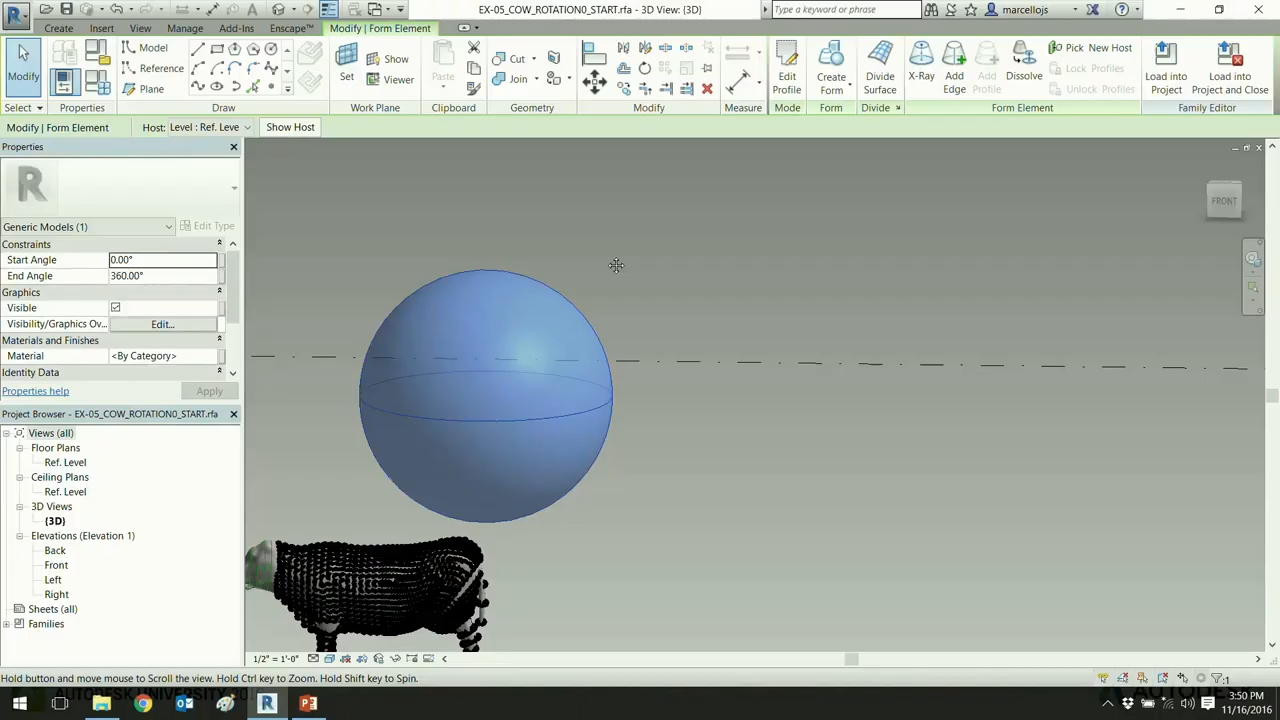 EX-05_COW_ROTATION0_START.rfa - 3D View: {3D}
Type a keyword or phrase
marcellojs
Create
Insert
View
Manage
Add-Ins
Enscape™
Modify | Form Element
Modify
Model
Reference
Plane
Set
Show
Viewer
Paste
Cut
Join
Edit
Profile
Create
Form
Divide
Surface
X-Ray
Add
Edge
Add
Profile
Dissolve
Pick New Host
Lock Profiles
Unlock Profiles
Load into
Project
Load into
Project and Close
Select
Properties
Draw
Work Plane
Clipboard
Geometry
Modify
Measure
Mode
Form
Divide
Form Element
Family Editor
Modify | Form Element
Host: Level : Ref. Leve
Show Host
Properties
R
Generic Models (1)
Edit Type
Constraints
Start Angle 0.00°
End Angle 360.00°
Graphics
Visible
Visibility/Graphics Ov... Edit...
Materials and Finishes
Material <By Category>
Identity Data
Properties help
Apply
Project Browser - EX-05_COW_ROTATION0_START.rfa
Views (all)
Floor Plans
Ref. Level
Ceiling Plans
Ref. Level
3D Views
{3D}
Elevations (Elevation 1)
Back
Front
Left
Right
Sheets (all)
Families
FRONT
1/2" = 1'-0"
Hold button and move mouse to Scroll the view. Hold Ctrl key to Zoom. Hold Shift key to Spin.
:1
3:50 PM
11/16/2016